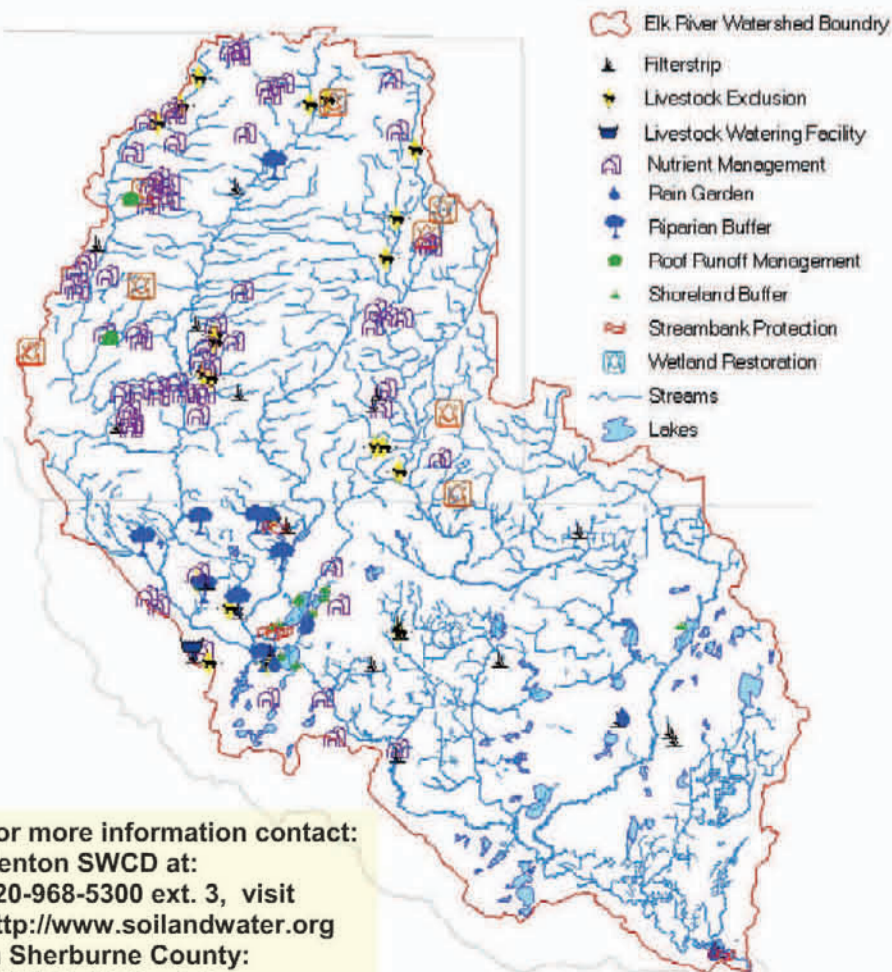 Elk River Watershed Boundry
Filterstrip
Livestock Exclusion
Livestock Watering Facility
Nutrient Management
Rain Garden
Riparian Buffer
Roof Runoff Management
Shoreland Buffer
Streambank Protection
Wetland Restoration
Streams
Lakes
or more information contact:
enton SWCD at:
20-968-5300 ext. 3, visit
ttp://www.soilandwater.org
Sherburne County: